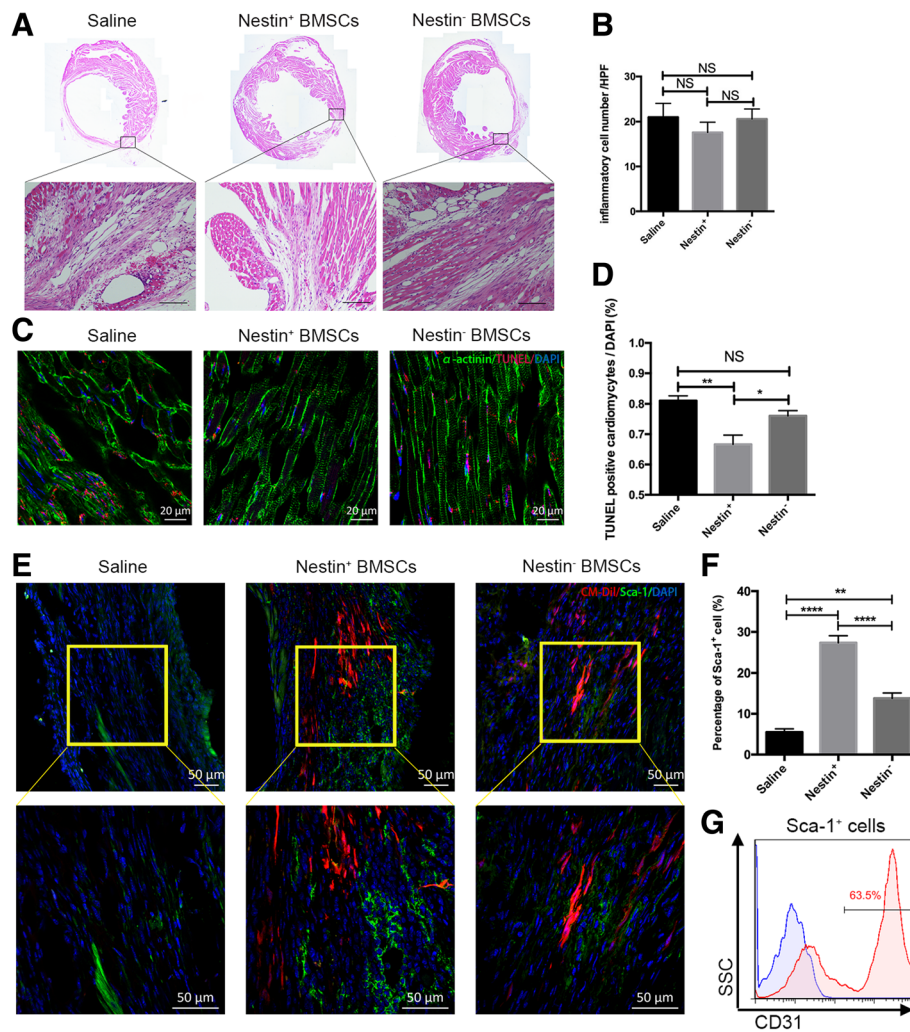 A
Saline
Nestin⁺ BMSCs
Nestin⁻ BMSCs
B
inflammatory cell number /HPF
30
20
10
0
NS
NS
NS
Saline
Nestin⁺
Nestin⁻
C
Saline
Nestin⁺ BMSCs
Nestin⁻ BMSCs
α-actinin/TUNEL/DAPI
20 μm
20 μm
20 μm
D
TUNEL positive cardiomycytes / DAPI (%)
1.0
0.9
0.8
0.7
0.6
0.5
NS
**
*
Saline
Nestin⁺
Nestin⁻
E
Saline
Nestin⁺ BMSCs
Nestin⁻ BMSCs
CM-Dil/Sca-1/DAPI
50 μm
50 μm
50 μm
50 μm
50 μm
50 μm
F
Percentage of Sca-1⁺ cell (%)
40
30
20
10
0
**
****
****
Saline
Nestin⁺
Nestin⁻
G
Sca-1⁺ cells
63.5%
SSC
CD31